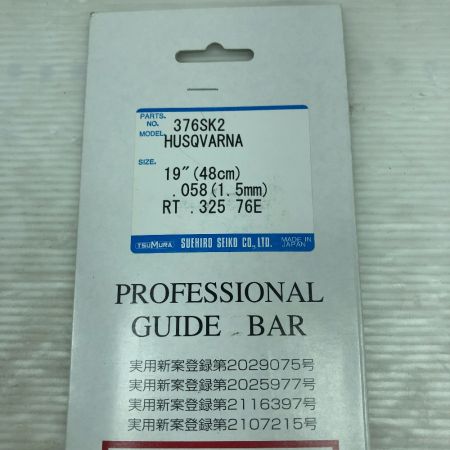 PARTS. NO. 376SK2
MODEL. HUSQVARNA
SIZE. 19"(48cm)
.058(1.5mm)
RT .325 76E
TSUMURA SUEHIRO SEIKO CO., LTD. MADE IN JAPAN
PROFESSIONAL
GUIDE BAR
実用新案登録第2029075号
実用新案登録第2025977号
実用新案登録第2116397号
実用新案登録第2107215号